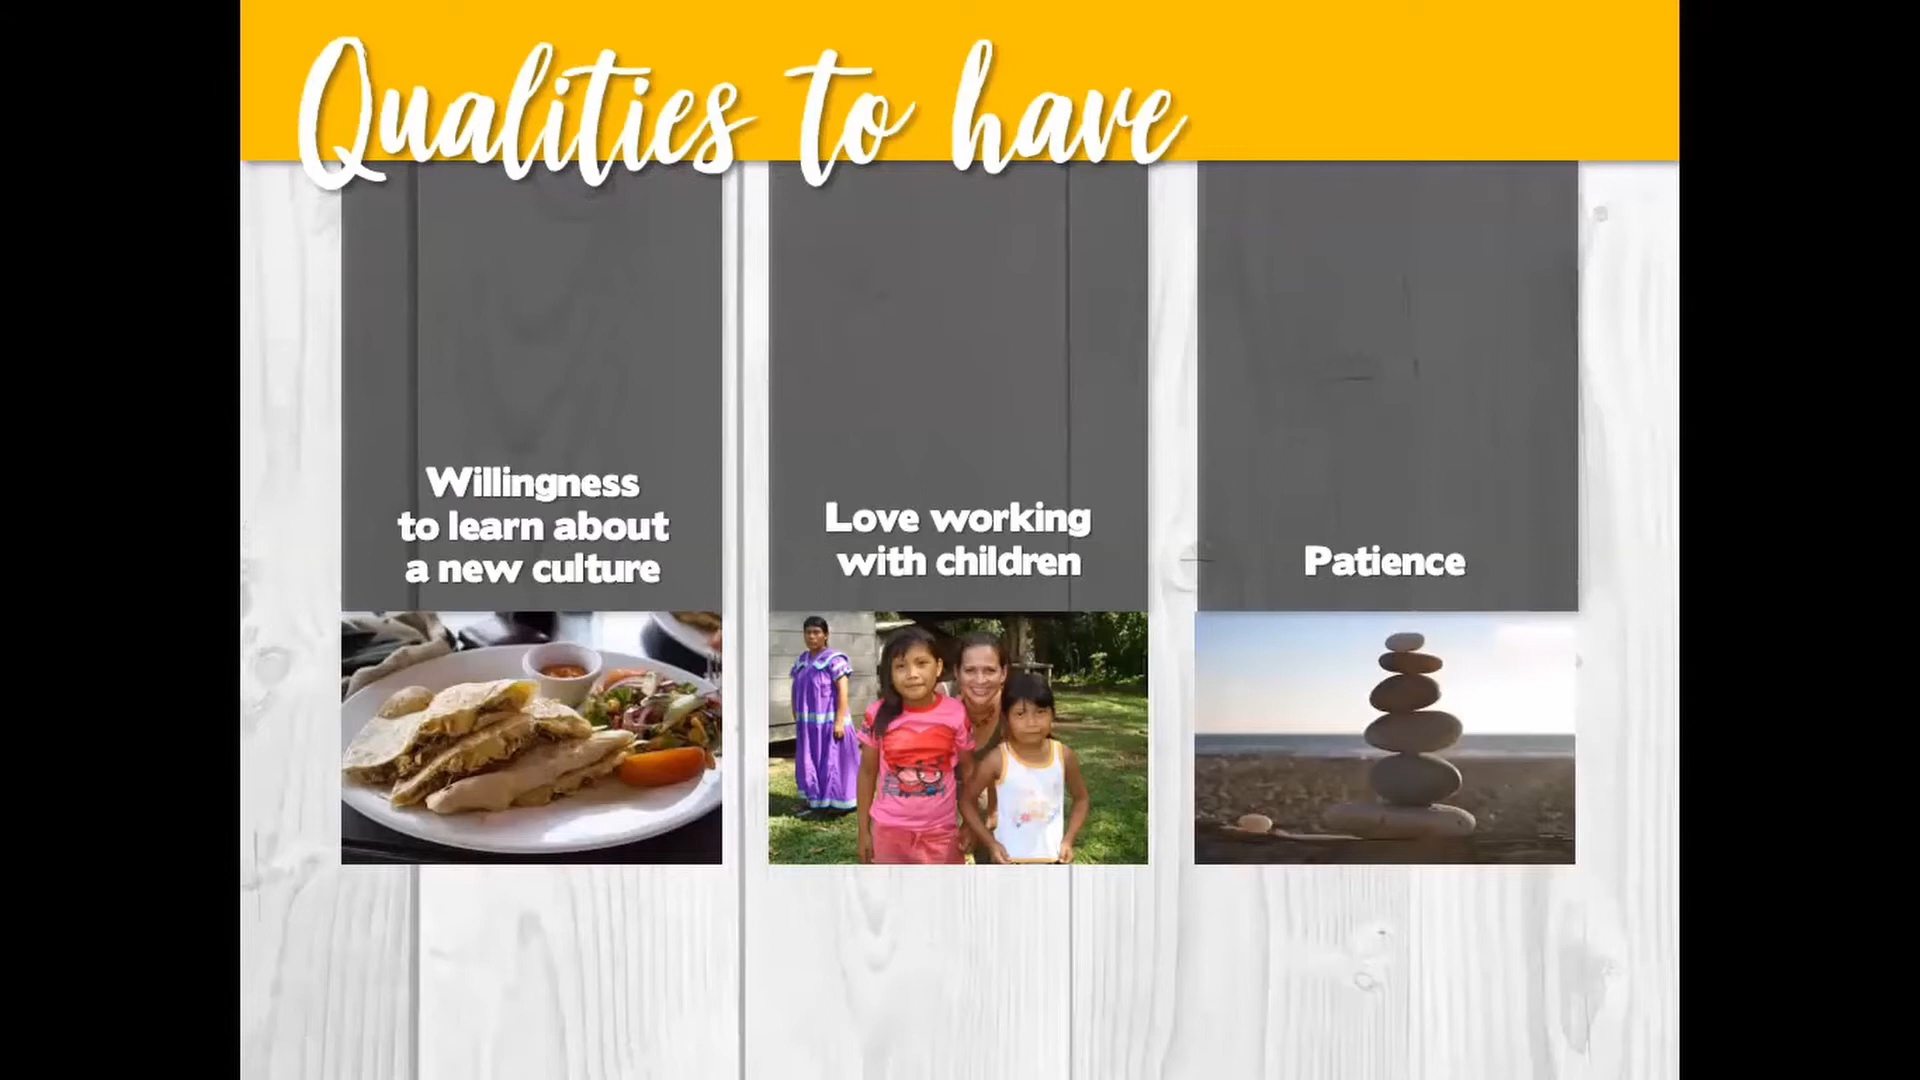 Qualities to have
Willingness
to learn about
a new culture
Love working
with children
Patience